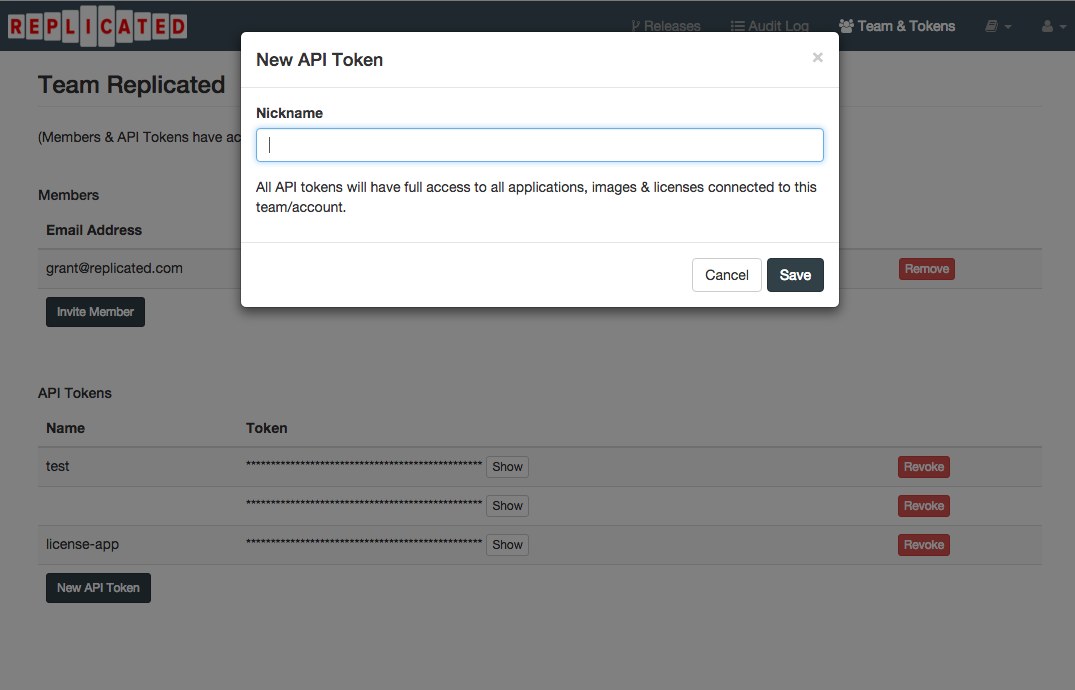 REPLICATED
Releases
Audit Log
Team & Tokens
New API Token
×
Team Replicated
Nickname
(Members & API Tokens have ac
All API tokens will have full access to all applications, images & licenses connected to this
team/account.
Members
Email Address
grant@replicated.com
Remove
Cancel
Save
Invite Member
API Tokens
Name Token
test *********************************************** Show Revoke
*********************************************** Show Revoke
license-app *********************************************** Show Revoke
New API Token